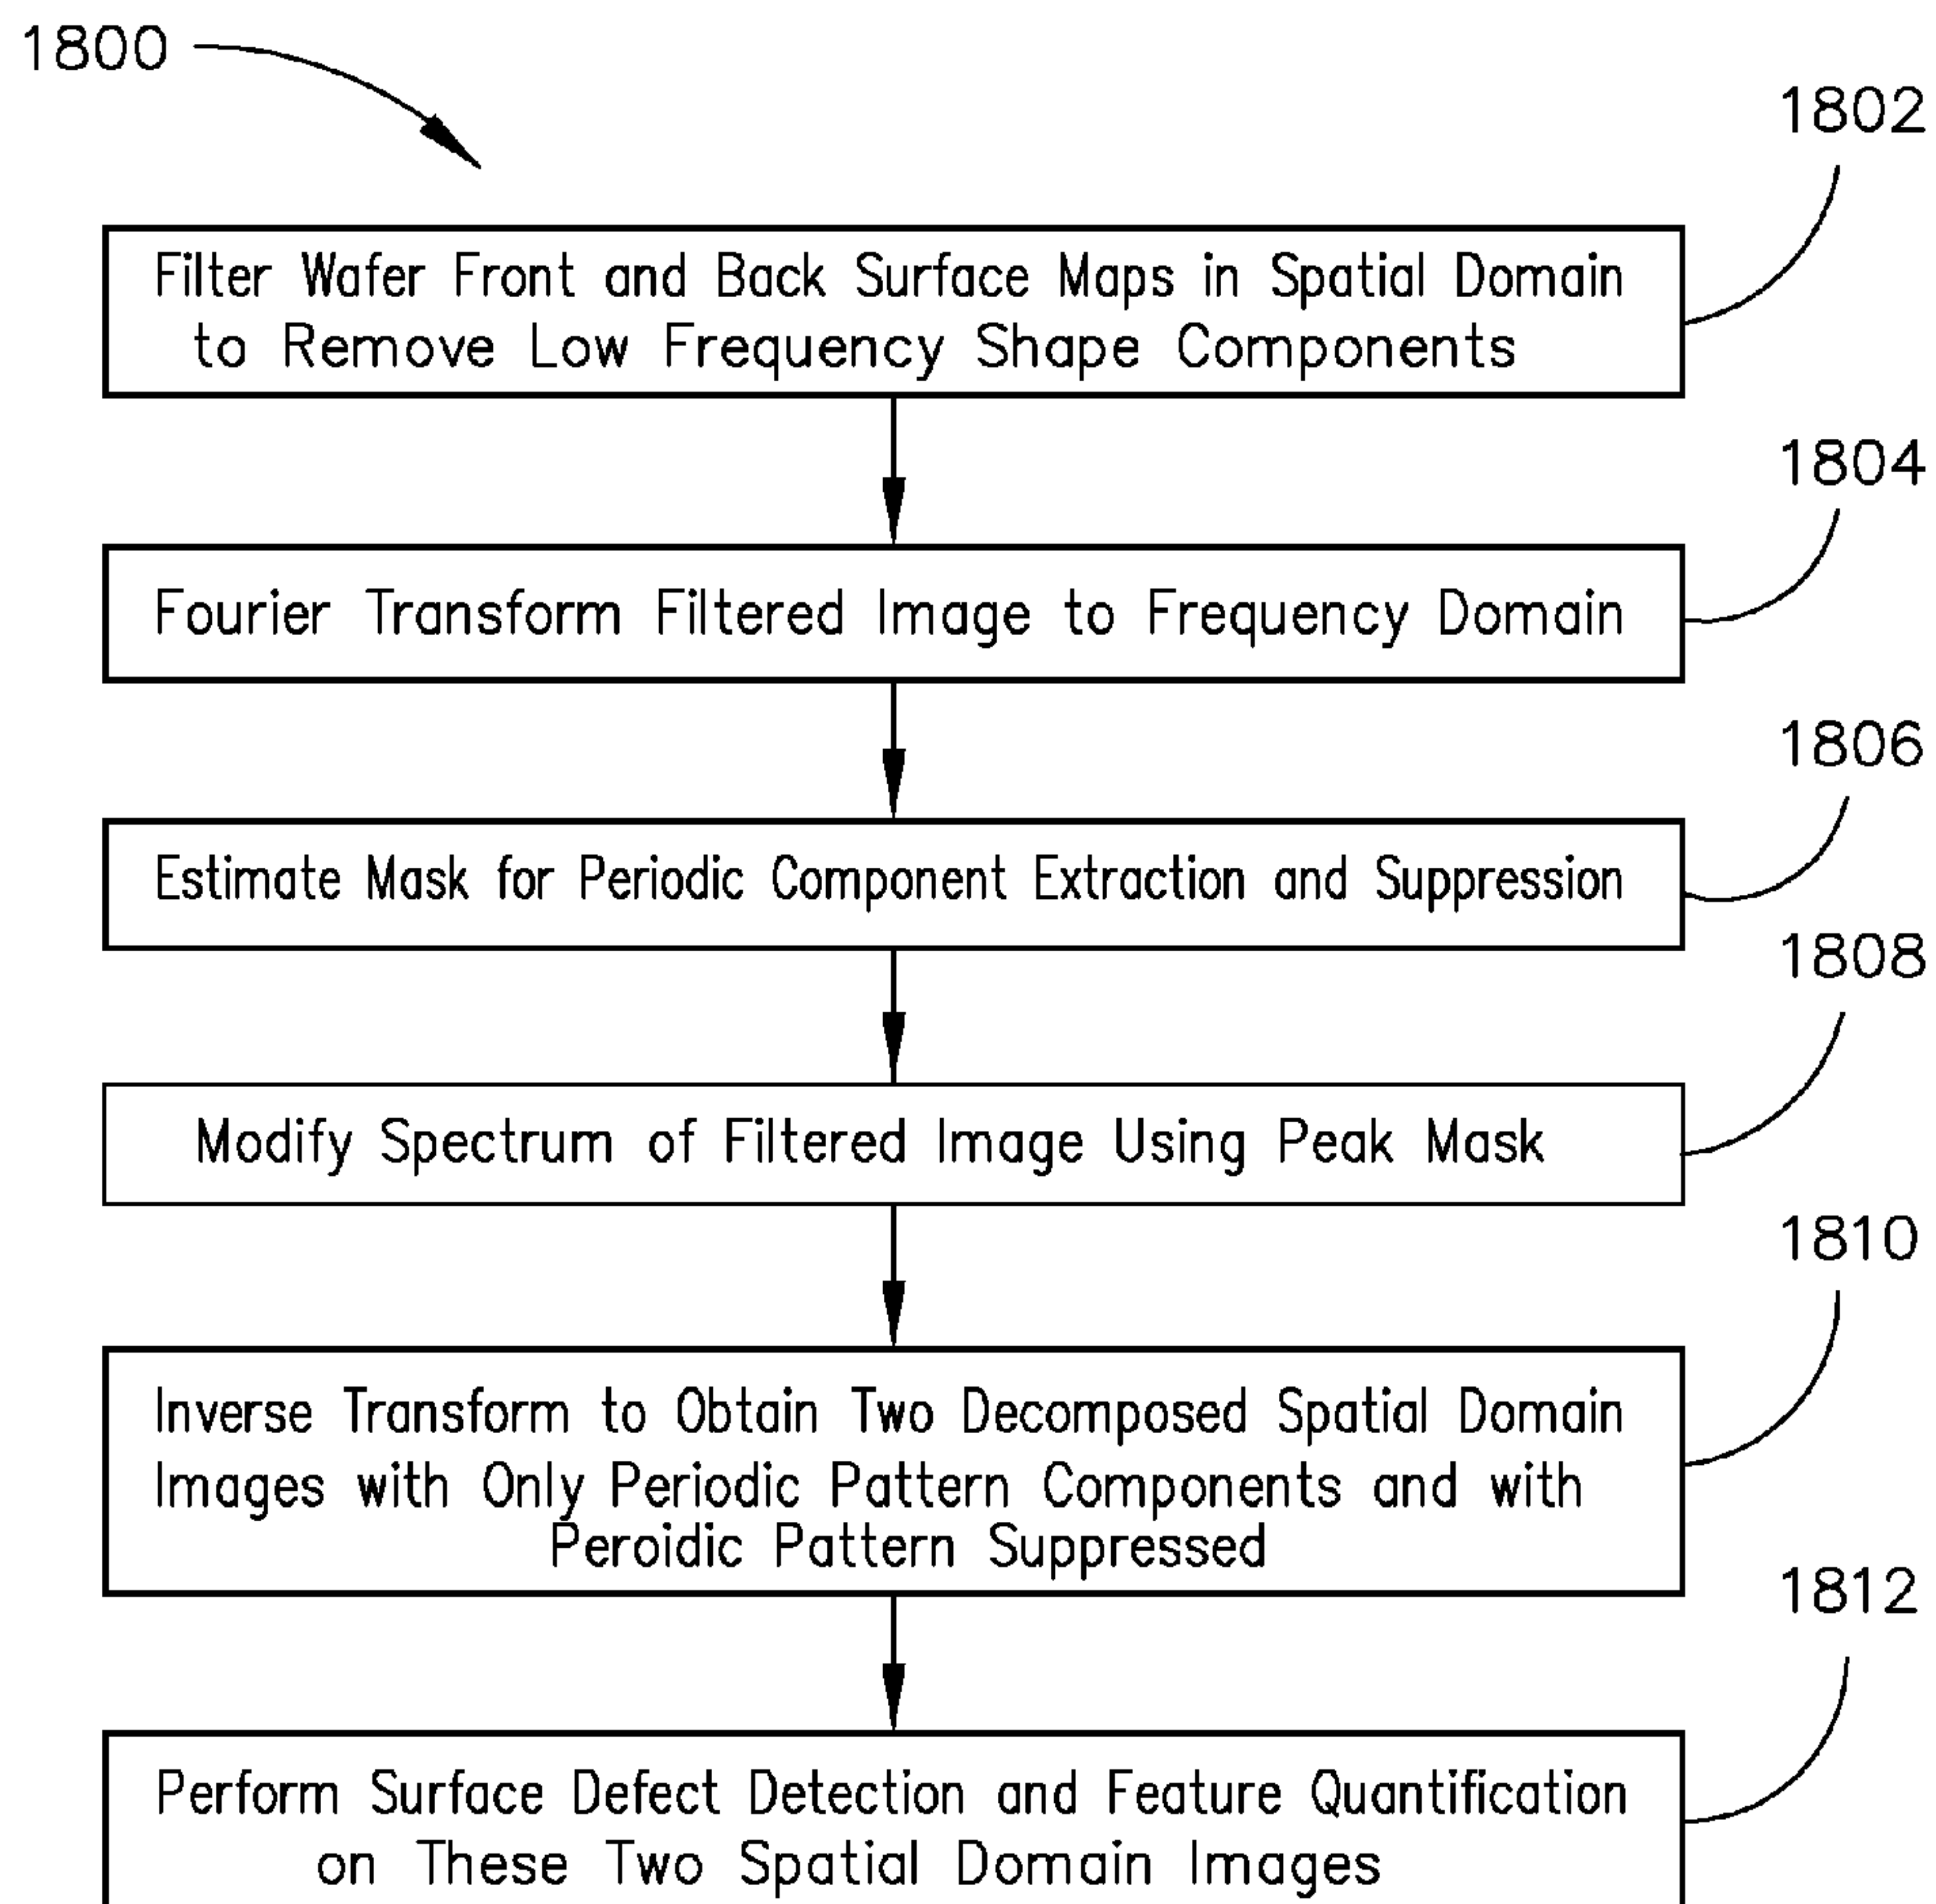 1800
1802
Filter Wafer Front and Back Surface Maps in Spatial Domain
to Remove Low Frequency Shape Components
1804
Fourier Transform Filtered Image to Frequency Domain
1806
Estimate Mask for Periodic Component Extraction and Suppression
1808
Modify Spectrum of Filtered Image Using Peak Mask
1810
Inverse Transform to Obtain Two Decomposed Spatial Domain
Images with Only Periodic Pattern Components and with
Peroidic Pattern Suppressed
1812
Perform Surface Defect Detection and Feature Quantification
on These Two Spatial Domain Images